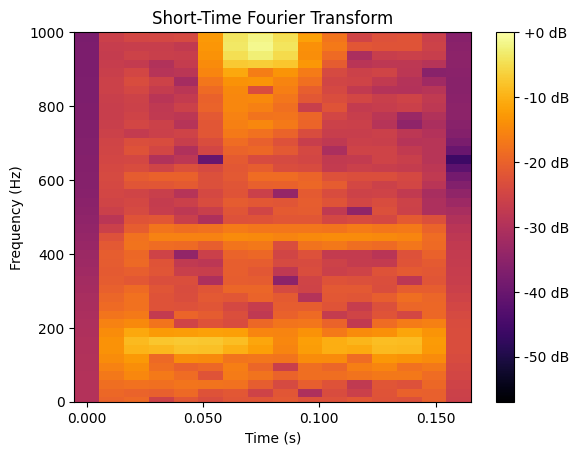 Short-Time Fourier Transform
1000
800
600
400
200
0
Frequency (Hz)
0.000
0.050
0.100
0.150
Time (s)
+0 dB
-10 dB
-20 dB
-30 dB
-40 dB
-50 dB